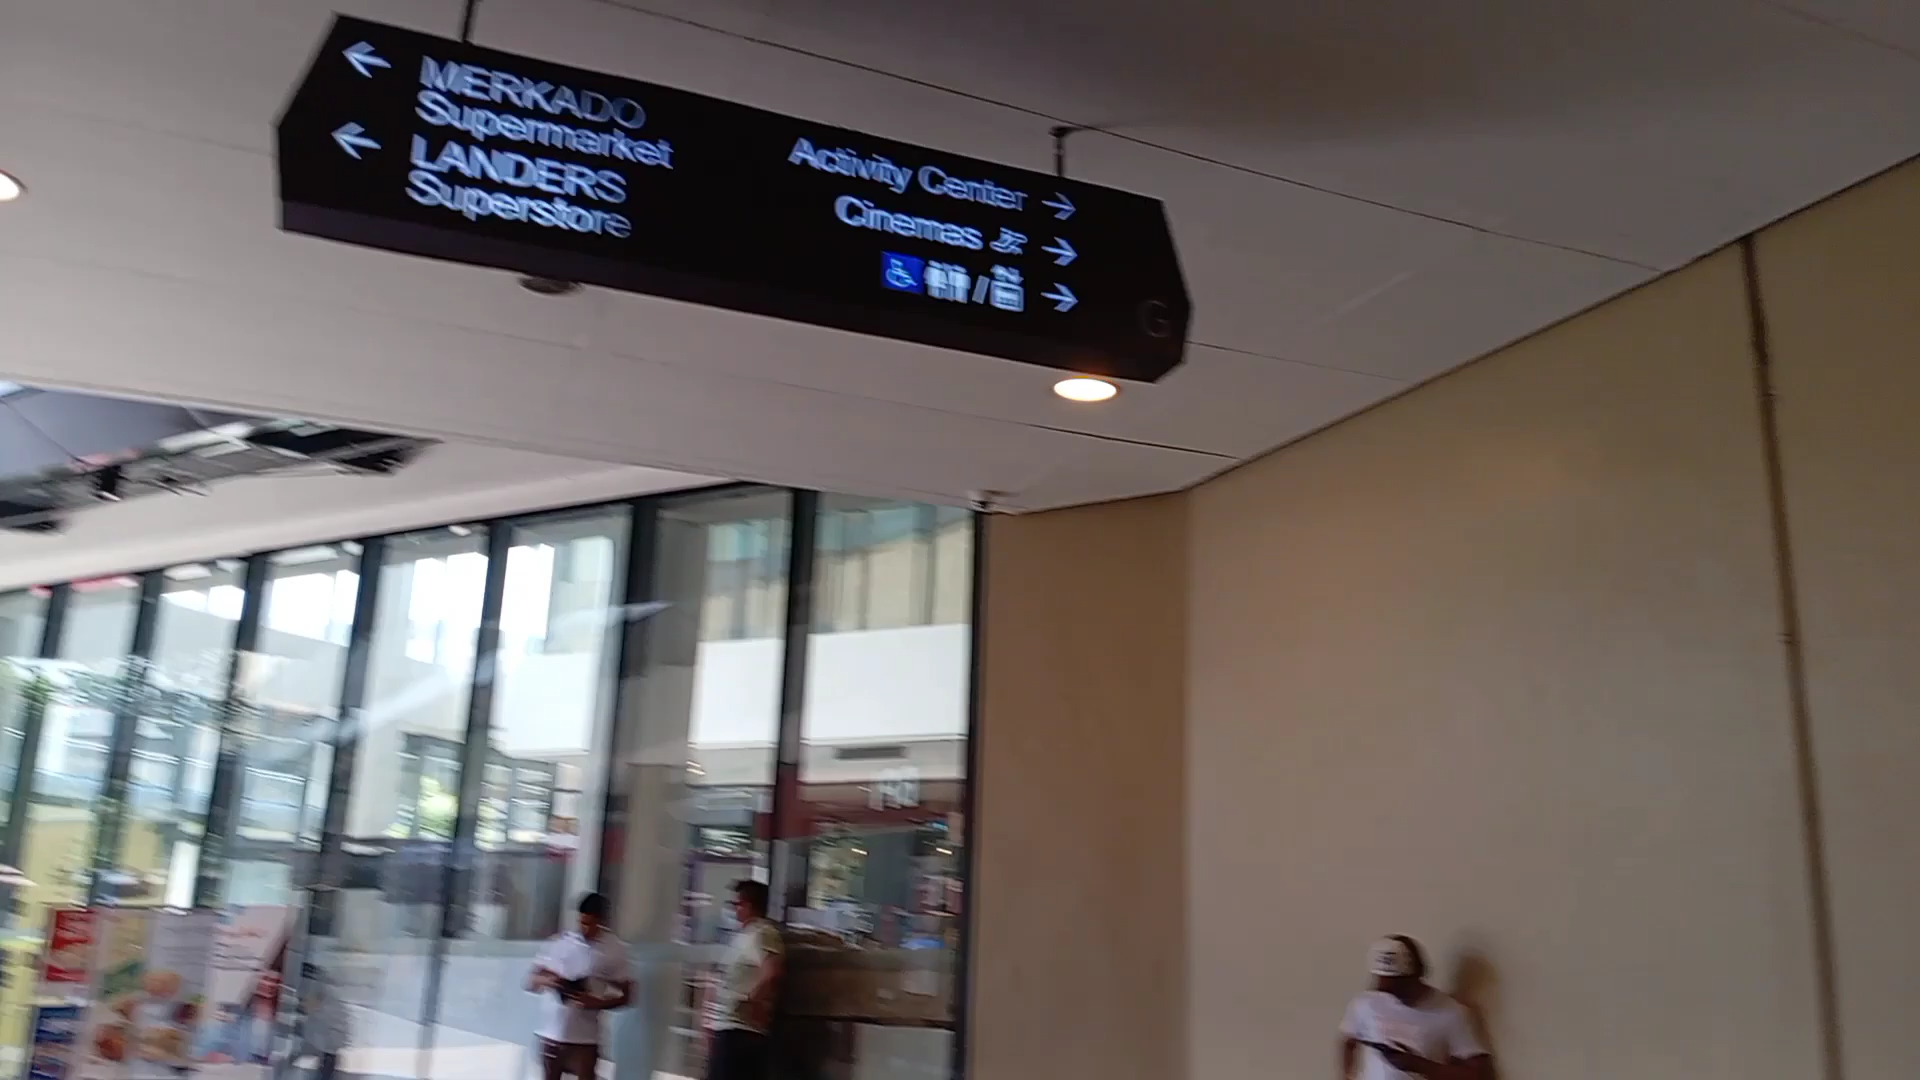 MERKADO
Supermarket
LANDERS
Superstore
Activity Center
Cinemas
G